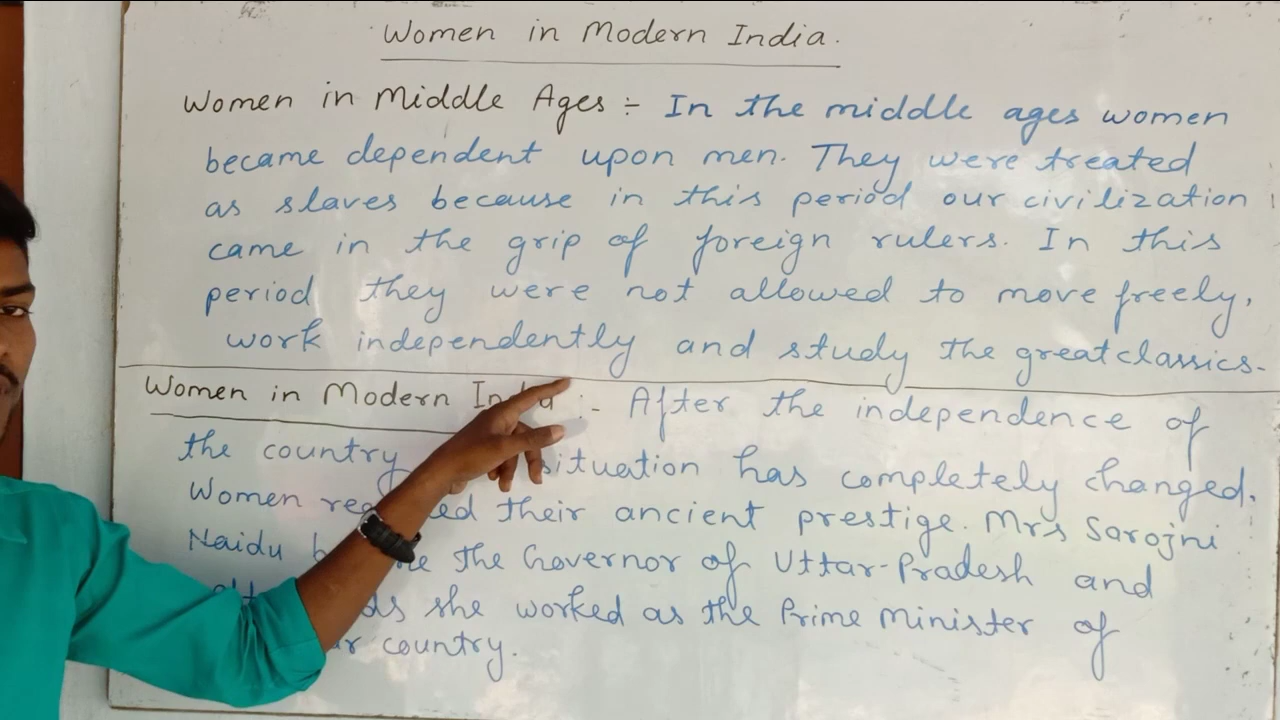 Women in Modern India.
Women in Middle Ages :- In the middle ages women
became dependent upon men. They were treated
as slaves because in this period our civilization
came in the grip of foreign rulers. In this
period they were not allowed to move freely,
work independently and study the great classics.
Women in Modern India :- After the independence of
the country situation has completely changed.
Women their ancient prestige. Mrs Sarojni
Naidu the Governor of Uttar-Pradesh and
she worked as the Prime Minister of
country.